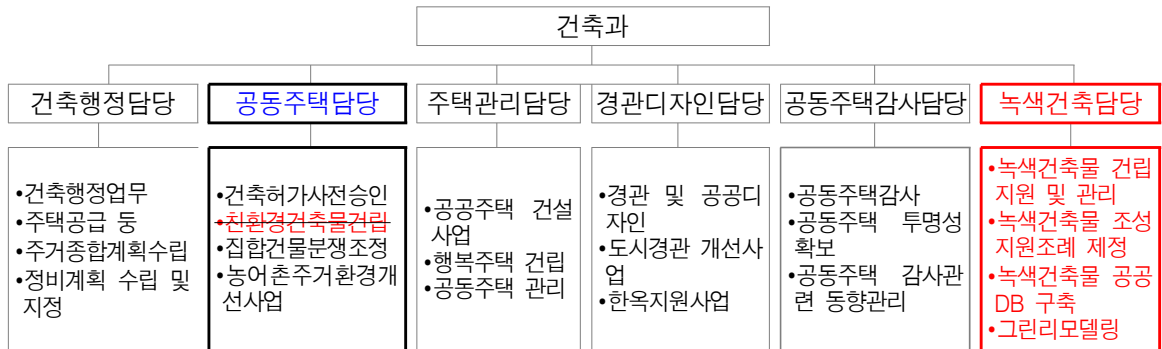 건축과
건축행정담당
공동주택담당
주택관리담당
경관디자인담당
공동주택감사담당
녹색건축담당
•건축행정업무
•주택공급 둥
•주거종합계획수립
•정비계획 수립 및
지정
•건축허가사전승인
•친환경건축물건립
•집합건물분쟁조정
•농어촌주거환경개
선사업
•공공주택 건설
사업
•행복주택 건립
•공동주택 관리
•경관 및 공공디
자인
•도시경관 개선사
업
•한옥지원사업
•공동주택감사
•공동주택 투명성
확보
•공동주택 감사관
련 동향관리
•녹색건축물 건립
지원 및 관리
•녹색건축물 조성
지원조례 제정
•녹색건축물 공공
DB 구축
•그린리모델링